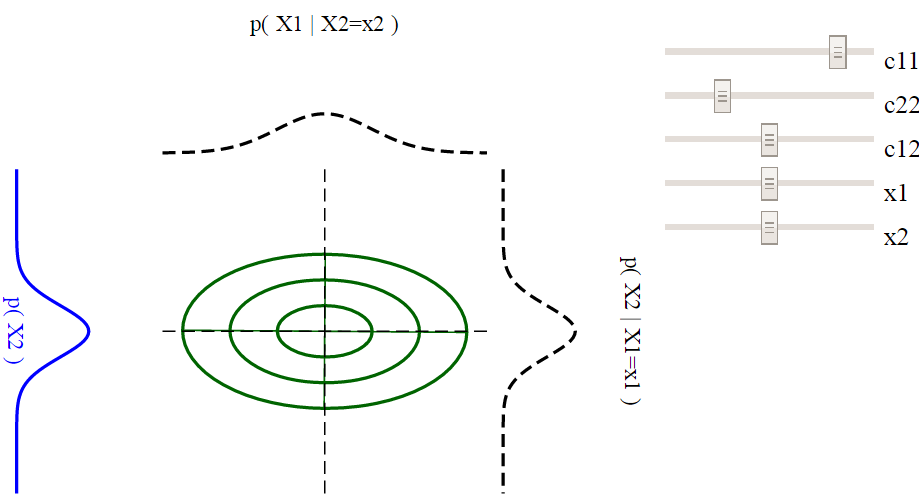 p( X1 | X2=x2 )
c11
c22
c12
x1
x2
p( X2 )
p( X2 | X1=x1 )